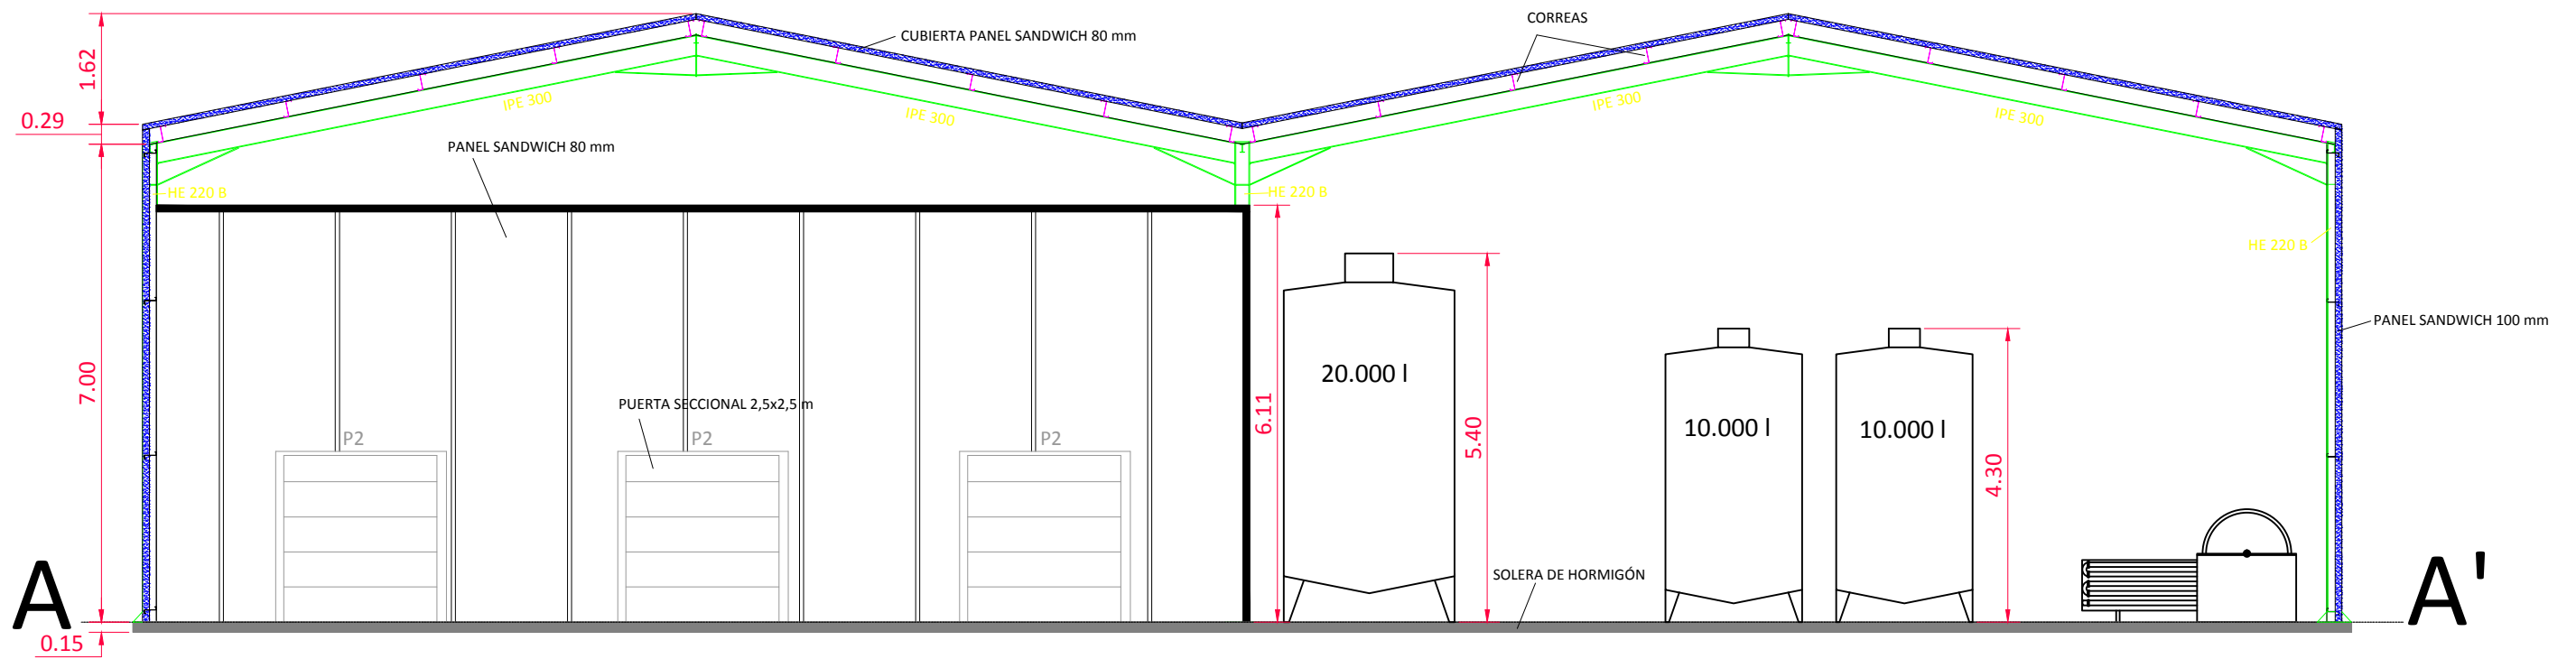 CORREAS
CUBIERTA PANEL SANDWICH 80 mm
1.62
0.29
IPE 300
IPE 300
IPE 300
IPE 300
PANEL SANDWICH 80 mm
HE 220 B
HE 220 B
HE 220 B
PANEL SANDWICH 100 mm
7.00
20.000 l
10.000 l
10.000 l
6.11
5.40
4.30
PUERTA SECCIONAL 2,5x2,5 m
P2
P2
P2
SOLERA DE HORMIGÓN
A
A'
0.15